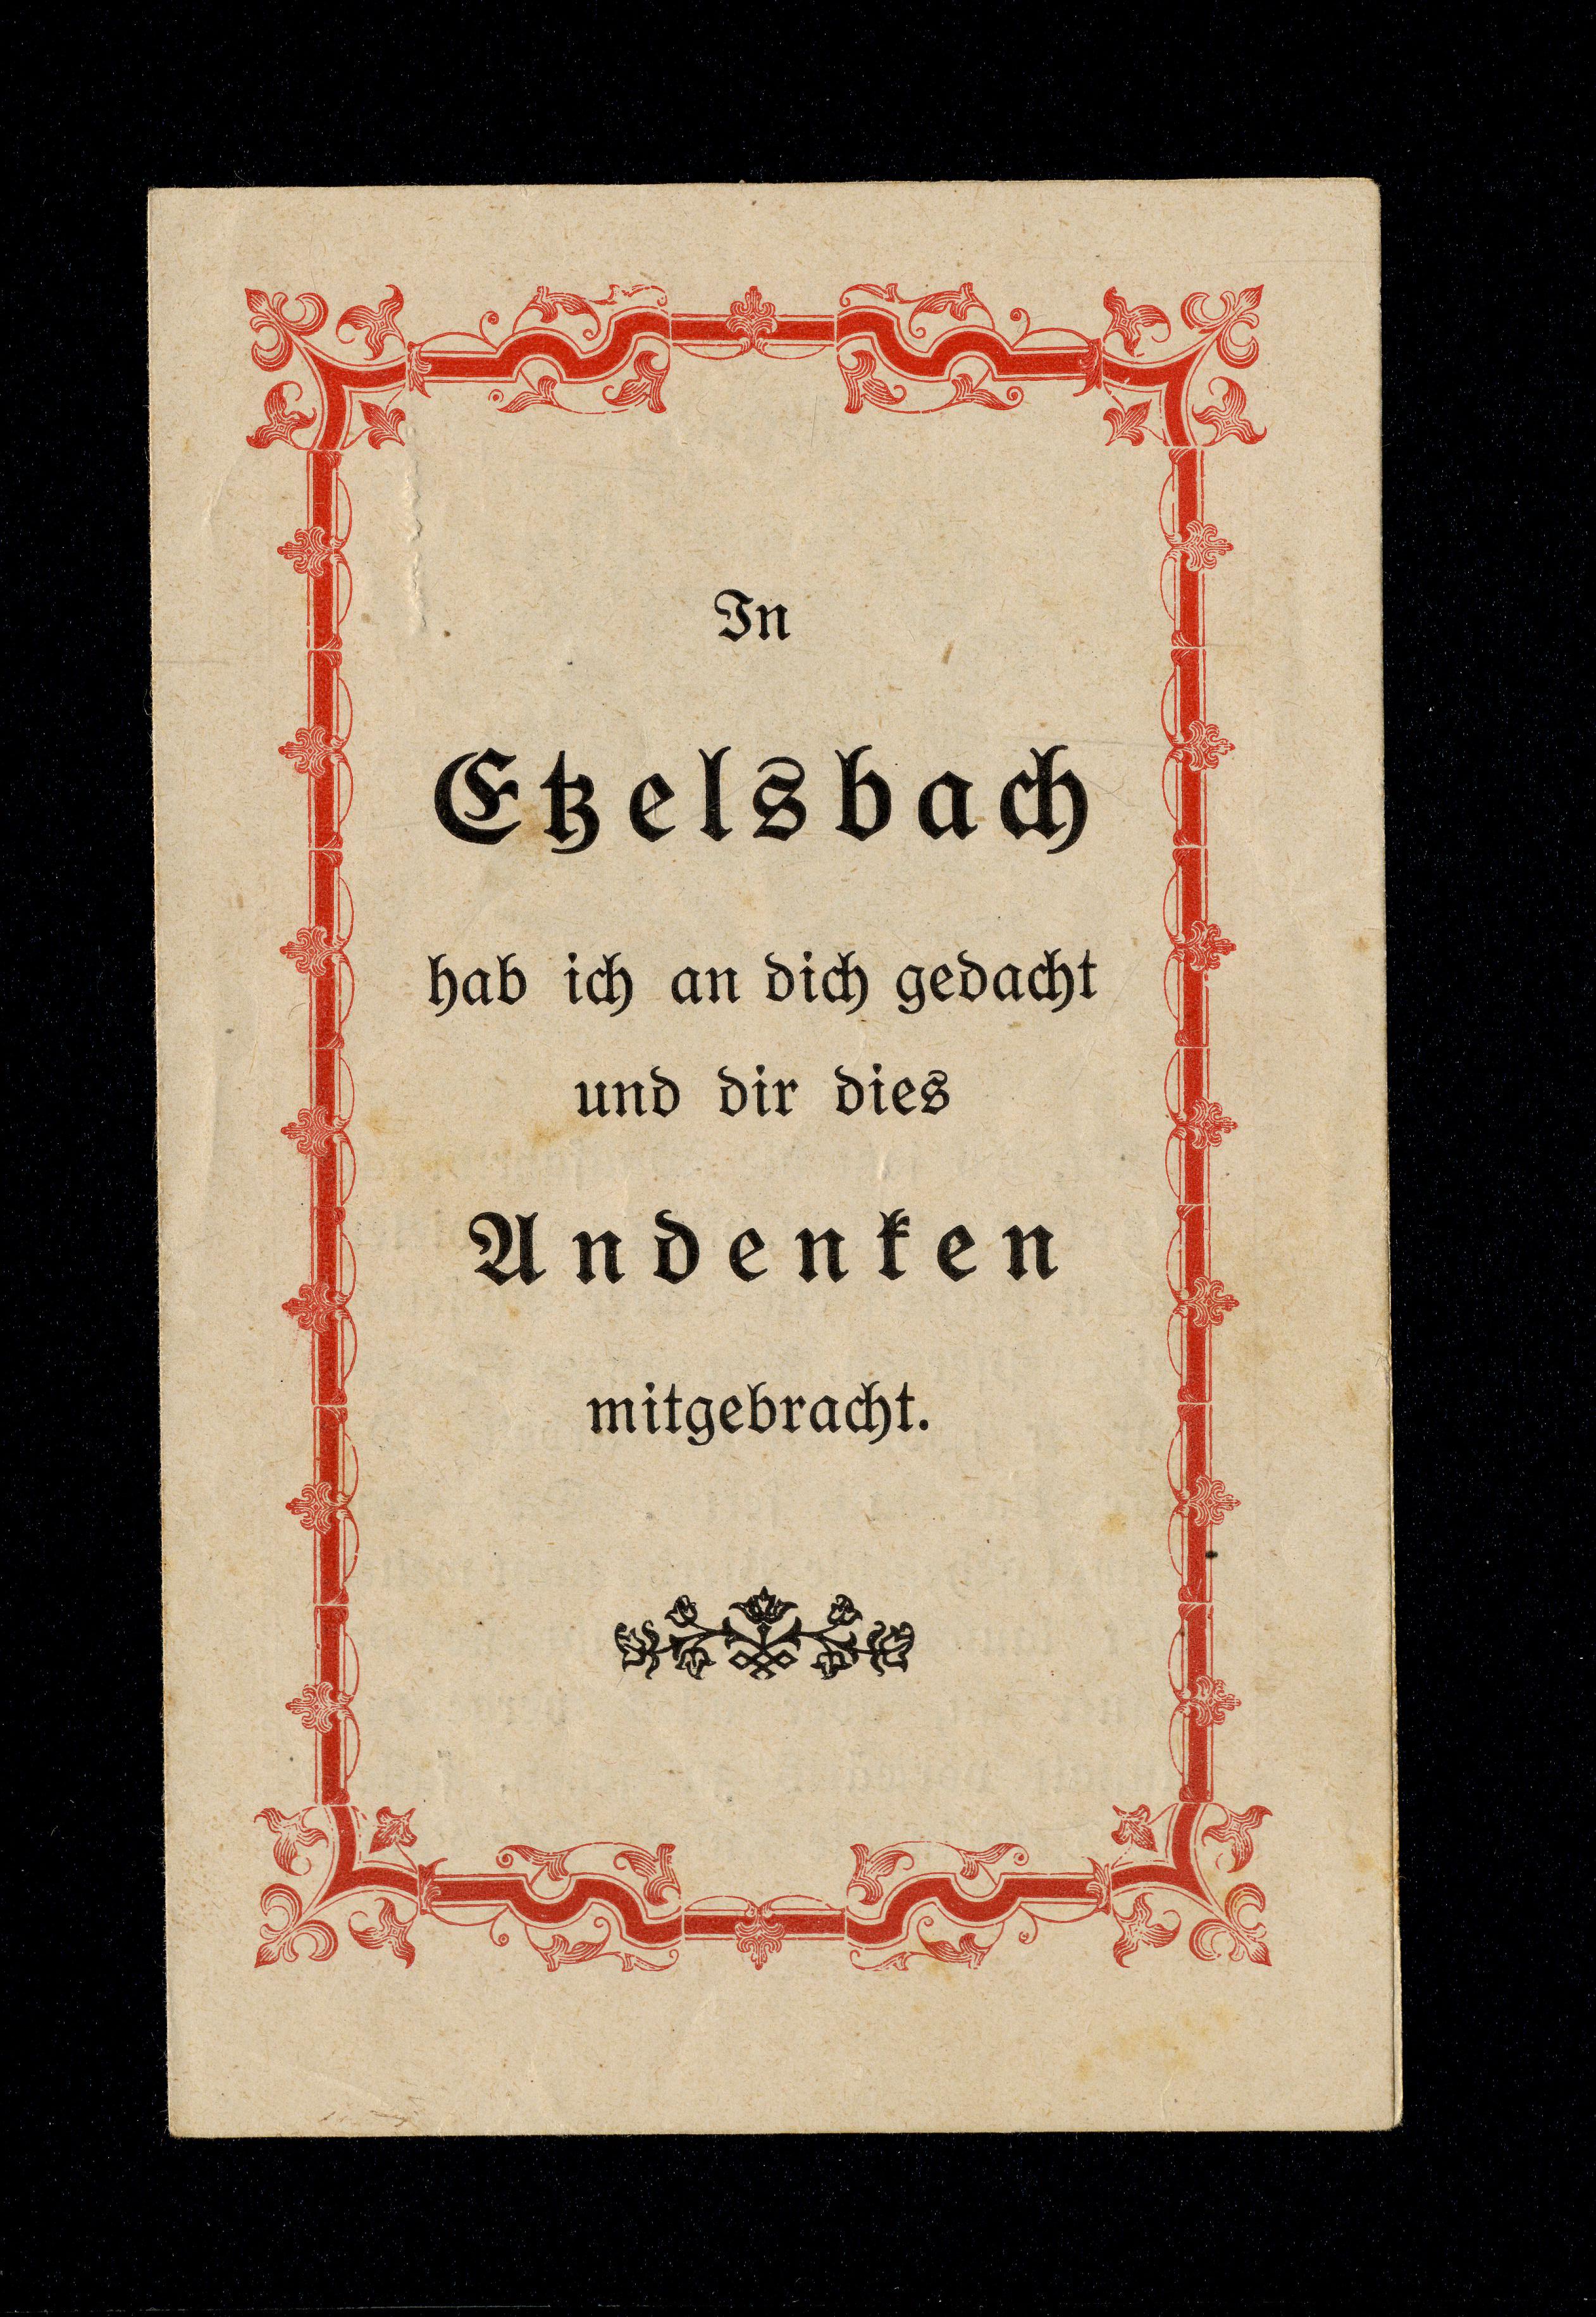 In
Etzelsbach
hab ich an dich gedacht
und dir dies
Andenken
mitgebracht.